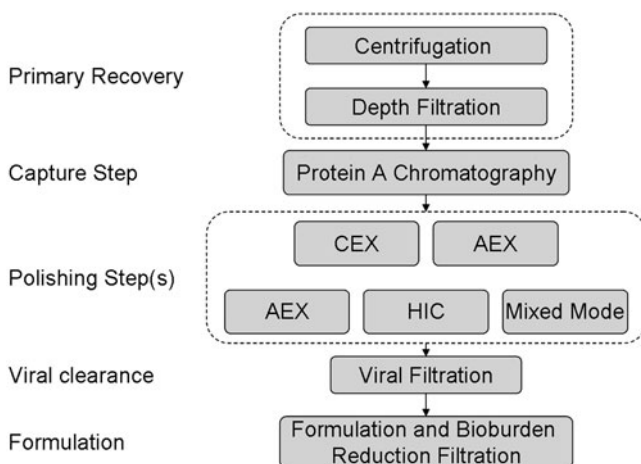 Centrifugation
Primary Recovery
Depth Filtration
Capture Step
Protein A Chromatography
CEX
AEX
Polishing Step(s)
AEX
HIC
Mixed Mode
Viral clearance
Viral Filtration
Formulation
Formulation and Bioburden
Reduction Filtration